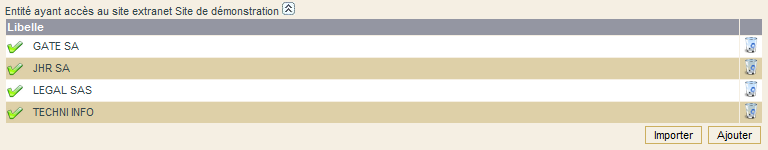 Entité ayant accès au site extranet Site de démonstration
Libelle
GATE SA
JHR SA
LEGAL SAS
TECHNI INFO
Importer Ajouter